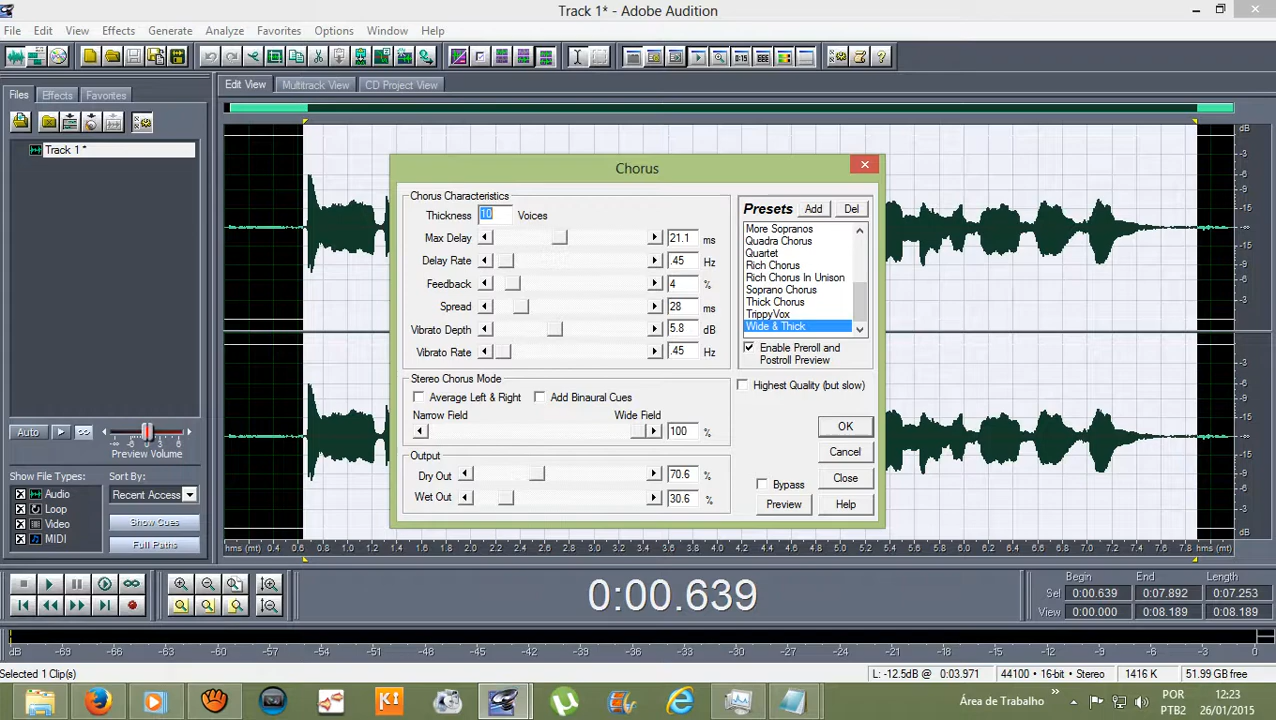 Track 1* - Adobe Audition
File Edit View Effects Generate Analyze Favorites Options Window Help
Files Effects Favorites
Edit View Multitrack View CD Project View
Track 1 *
Auto
Preview Volume
Show File Types: Sort By:
Audio
Loop
Video
MIDI
Recent Access
Show Cues
Full Paths
Chorus
Chorus Characteristics
Thickness 10 Voices
Max Delay 21.1 ms
Delay Rate .45 Hz
Feedback 4 %
Spread 28 ms
Vibrato Depth 5.8 dB
Vibrato Rate .45 Hz
Stereo Chorus Mode
Average Left & Right Add Binaural Cues
Narrow Field Wide Field
100 %
Output
Dry Out 70.6 %
Wet Out 30.6 %
Presets Add Del
More Sopranos
Quadra Chorus
Quartet
Rich Chorus
Rich Chorus In Unison
Soprano Chorus
Thick Chorus
TrippyVox
Wide & Thick
Enable Preroll and
Postroll Preview
Highest Quality (but slow)
OK
Cancel
Bypass Close
Preview Help
dB
-3
hms (mt) 0.4 0.6 0.8 1.0 1.2 1.4 1.6 1.8 2.0 2.2 2.4 2.6 2.8 3.0 3.2 3.4 3.6 3.8 4.0 4.2 4.4 4.6 4.8 5.0 5.2 5.4 5.6 5.8 6.0 6.2 6.4 6.6 6.8 7.0 7.2 7.4 7.6 7.8 hms (mt)
0:00.639
Begin End Length
Sel 0:00.639 0:07.892 0:07.253
View 0:00.000 0:08.189 0:08.189
dB -69 -66 -63 -60 -57 -54 -51 -48 -45 -42 -39 -36 -33 -30 -27 -24 -21 -18 -15 -12 -9 -6 -3 0
Selected 1 Clip(s) L: -12.5dB @ 0:03.971 44100 • 16-bit • Stereo 1416 K 51.99 GB free
Área de Trabalho
POR
PTB2
12:23
26/01/2015